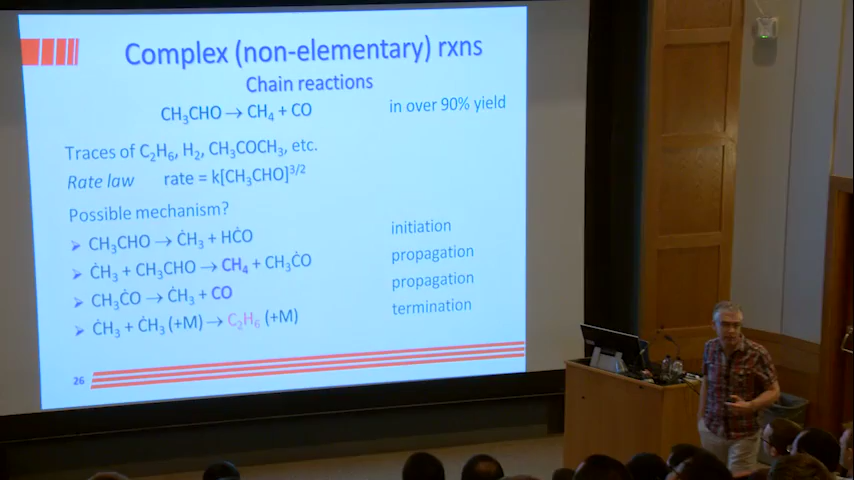 Complex (non-elementary) rxns
Chain reactions
CH₃CHO → CH₄ + CO in over 90% yield
Traces of C₂H₆, H₂, CH₃COCH₃, etc.
Rate law rate = k[CH₃CHO]³/²
Possible mechanism?
➢ CH₃CHO → ĊH₃ + HĊO initiation
➢ ĊH₃ + CH₃CHO → CH₄ + CH₃ĊO propagation
➢ CH₃ĊO → ĊH₃ + CO propagation
➢ ĊH₃ + ĊH₃ (+M) → C₂H₆ (+M) termination
26